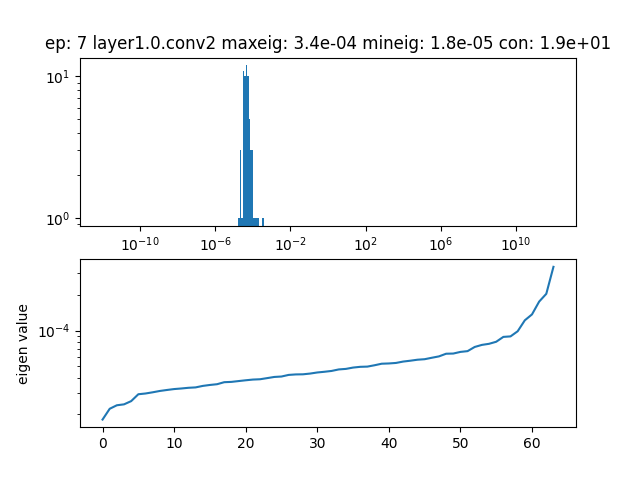 ep: 7 layer1.0.conv2 maxeig: 3.4e-04 mineig: 1.8e-05 con: 1.9e+01
10¹
10⁰
10⁻¹⁰ 10⁻⁶ 10⁻² 10² 10⁶ 10¹⁰
eigen value
10⁻⁴
0 10 20 30 40 50 60